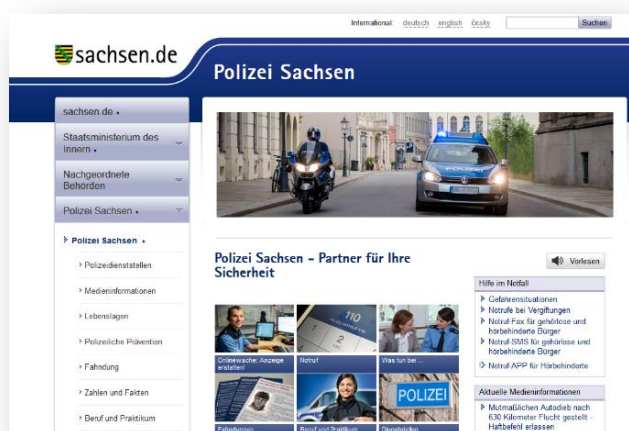 International: deutsch english česky Suchen
sachsen.de
Polizei Sachsen
sachsen.de
Staatsministerium des
Innern
Nachgeordnete
Behörden
Polizei Sachsen
Polizei Sachsen
Polizeidienststellen
Medieninformationen
Lebenslagen
Polizeiliche Prävention
Fahndung
Zahlen und Fakten
Beruf und Praktikum
POLIZEI
Polizei Sachsen – Partner für Ihre
Sicherheit
Vorlesen
110
1 2
Onlinewache: Anzeige
erstatten!
Notruf
Was tun bei ...
POLIZEI
Fahndungen
Beruf und Praktikum
Dienststellen
Hilfe im Notfall
Gefahrensituationen
Notrufe bei Vergiftungen
Notruf-Fax für gehörlose und
hörbehinderte Bürger
Notruf-SMS für gehörlose und
hörbehinderte Bürger
Notruf-APP für Hörbehinderte
Aktuelle Medieninformationen
Mutmaßlichen Autodieb nach
630 Kilometer Flucht gestellt -
Haftbefehl erlassen